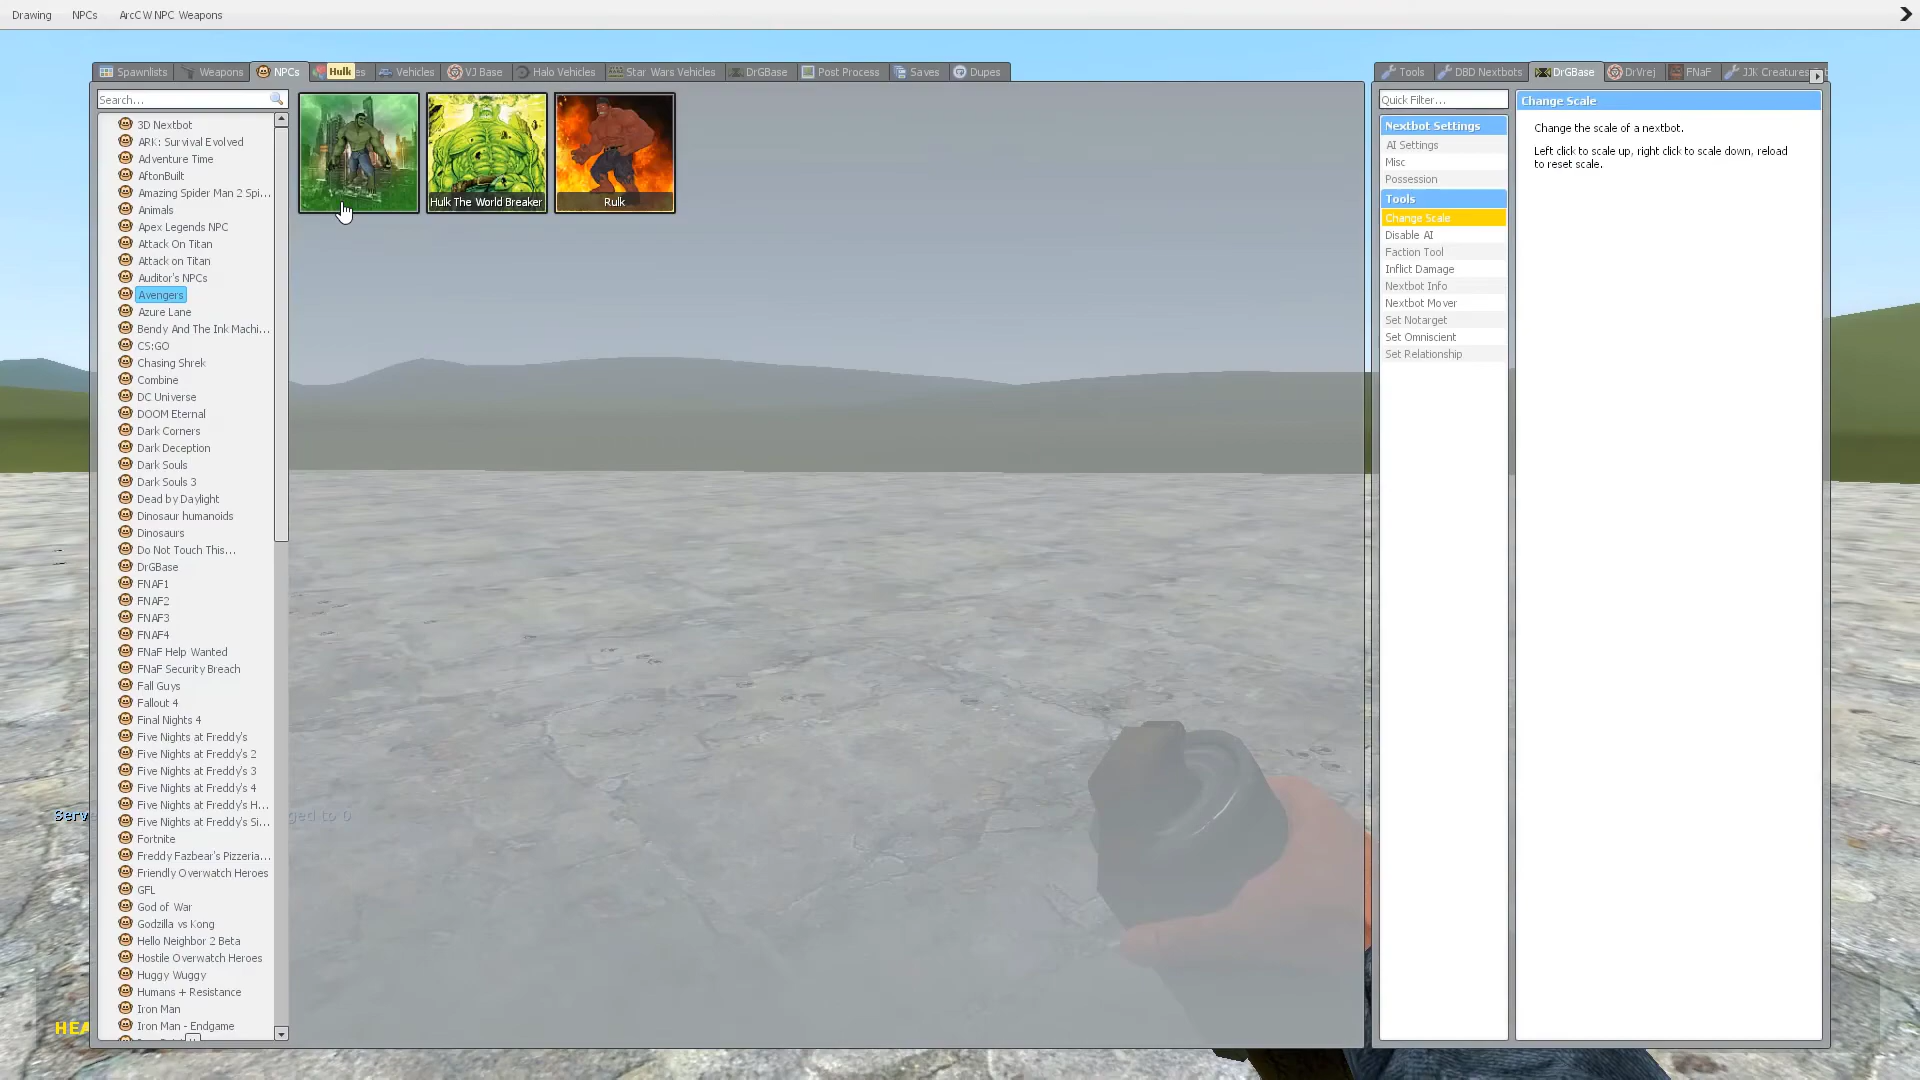 Drawing NPCs ArcCW NPC Weapons
Spawnlists Weapons NPCs Hulk es Vehicles VJ Base Halo Vehicles Star Wars Vehicles DrGBase Post Process Saves Dupes
Tools DBD Nextbots DrGBase DrVrej FNaF JJK Creatures
Search...
3D Nextbot
ARK: Survival Evolved
Adventure Time
AftonBuilt
Amazing Spider Man 2 Spi...
Animals
Apex Legends NPC
Attack On Titan
Attack on Titan
Auditor's NPCs
Avengers
Azure Lane
Bendy And The Ink Machi...
CS:GO
Chasing Shrek
Combine
DC Universe
DOOM Eternal
Dark Corners
Dark Deception
Dark Souls
Dark Souls 3
Dead by Daylight
Dinosaur humanoids
Dinosaurs
Do Not Touch This...
DrGBase
FNAF1
FNAF2
FNAF3
FNAF4
FNaF Help Wanted
FNaF Security Breach
Fall Guys
Fallout 4
Final Nights 4
Five Nights at Freddy's
Five Nights at Freddy's 2
Five Nights at Freddy's 3
Five Nights at Freddy's 4
Five Nights at Freddy's H...
Five Nights at Freddy's Si...
Fortnite
Freddy Fazbear's Pizzeria...
Friendly Overwatch Heroes
GFL
God of War
Godzilla vs Kong
Hello Neighbor 2 Beta
Hostile Overwatch Heroes
Huggy Wuggy
Humans + Resistance
Iron Man
Iron Man - Endgame
Hulk The World Breaker
Rulk
Serv
ged to 0
HEA
Quick Filter...
Nextbot Settings
AI Settings
Misc
Possession
Tools
Change Scale
Disable AI
Faction Tool
Inflict Damage
Nextbot Info
Nextbot Mover
Set Notarget
Set Omniscient
Set Relationship
Change Scale
Change the scale of a nextbot.
Left click to scale up, right click to scale down, reload
to reset scale.